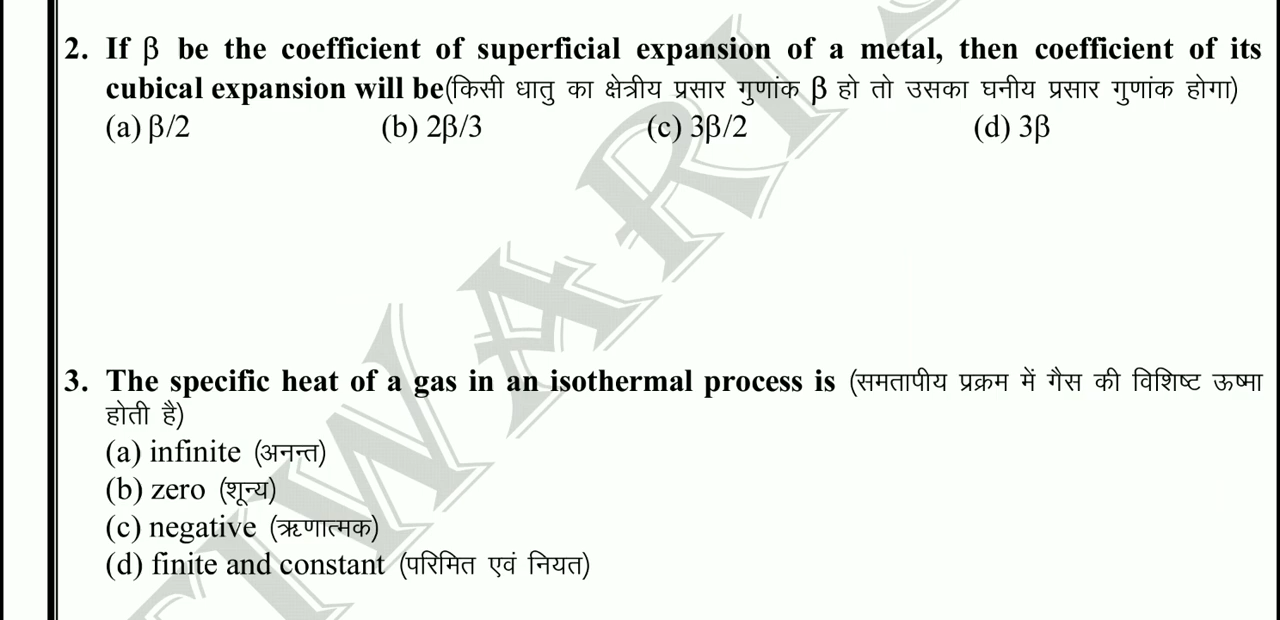 2. If β be the coefficient of superficial expansion of a metal, then coefficient of its
cubical expansion will be(किसी धातु का क्षेत्रीय प्रसार गुणांक β हो तो उसका घनीय प्रसार गुणांक होगा)
(a) β/2 (b) 2β/3 (c) 3β/2 (d) 3β
3. The specific heat of a gas in an isothermal process is (समतापीय प्रक्रम में गैस की विशिष्ट ऊष्मा
होती है)
(a) infinite (अनन्त)
(b) zero (शून्य)
(c) negative (ऋणात्मक)
(d) finite and constant (परिमित एवं नियत)
TIWARI